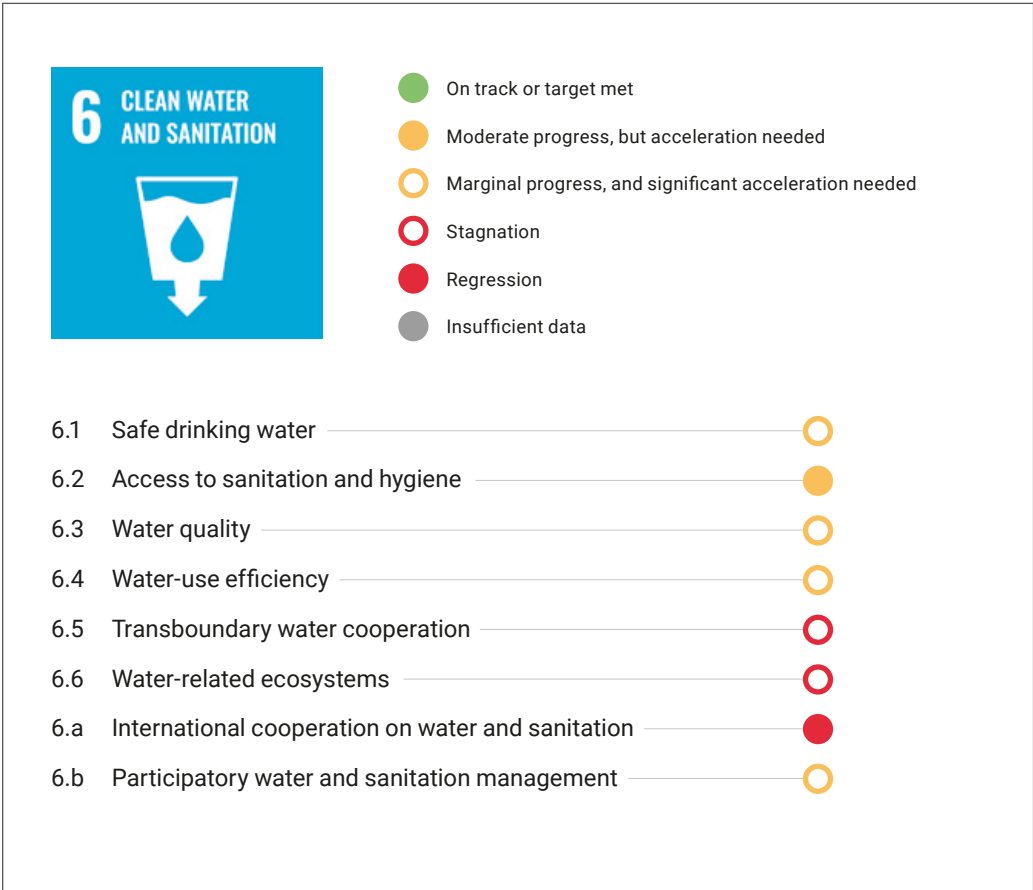 6 CLEAN WATER
AND SANITATION
On track or target met
Moderate progress, but acceleration needed
Marginal progress, and significant acceleration needed
Stagnation
Regression
Insufficient data
6.1 Safe drinking water
6.2 Access to sanitation and hygiene
6.3 Water quality
6.4 Water-use efficiency
6.5 Transboundary water cooperation
6.6 Water-related ecosystems
6.a International cooperation on water and sanitation
6.b Participatory water and sanitation management